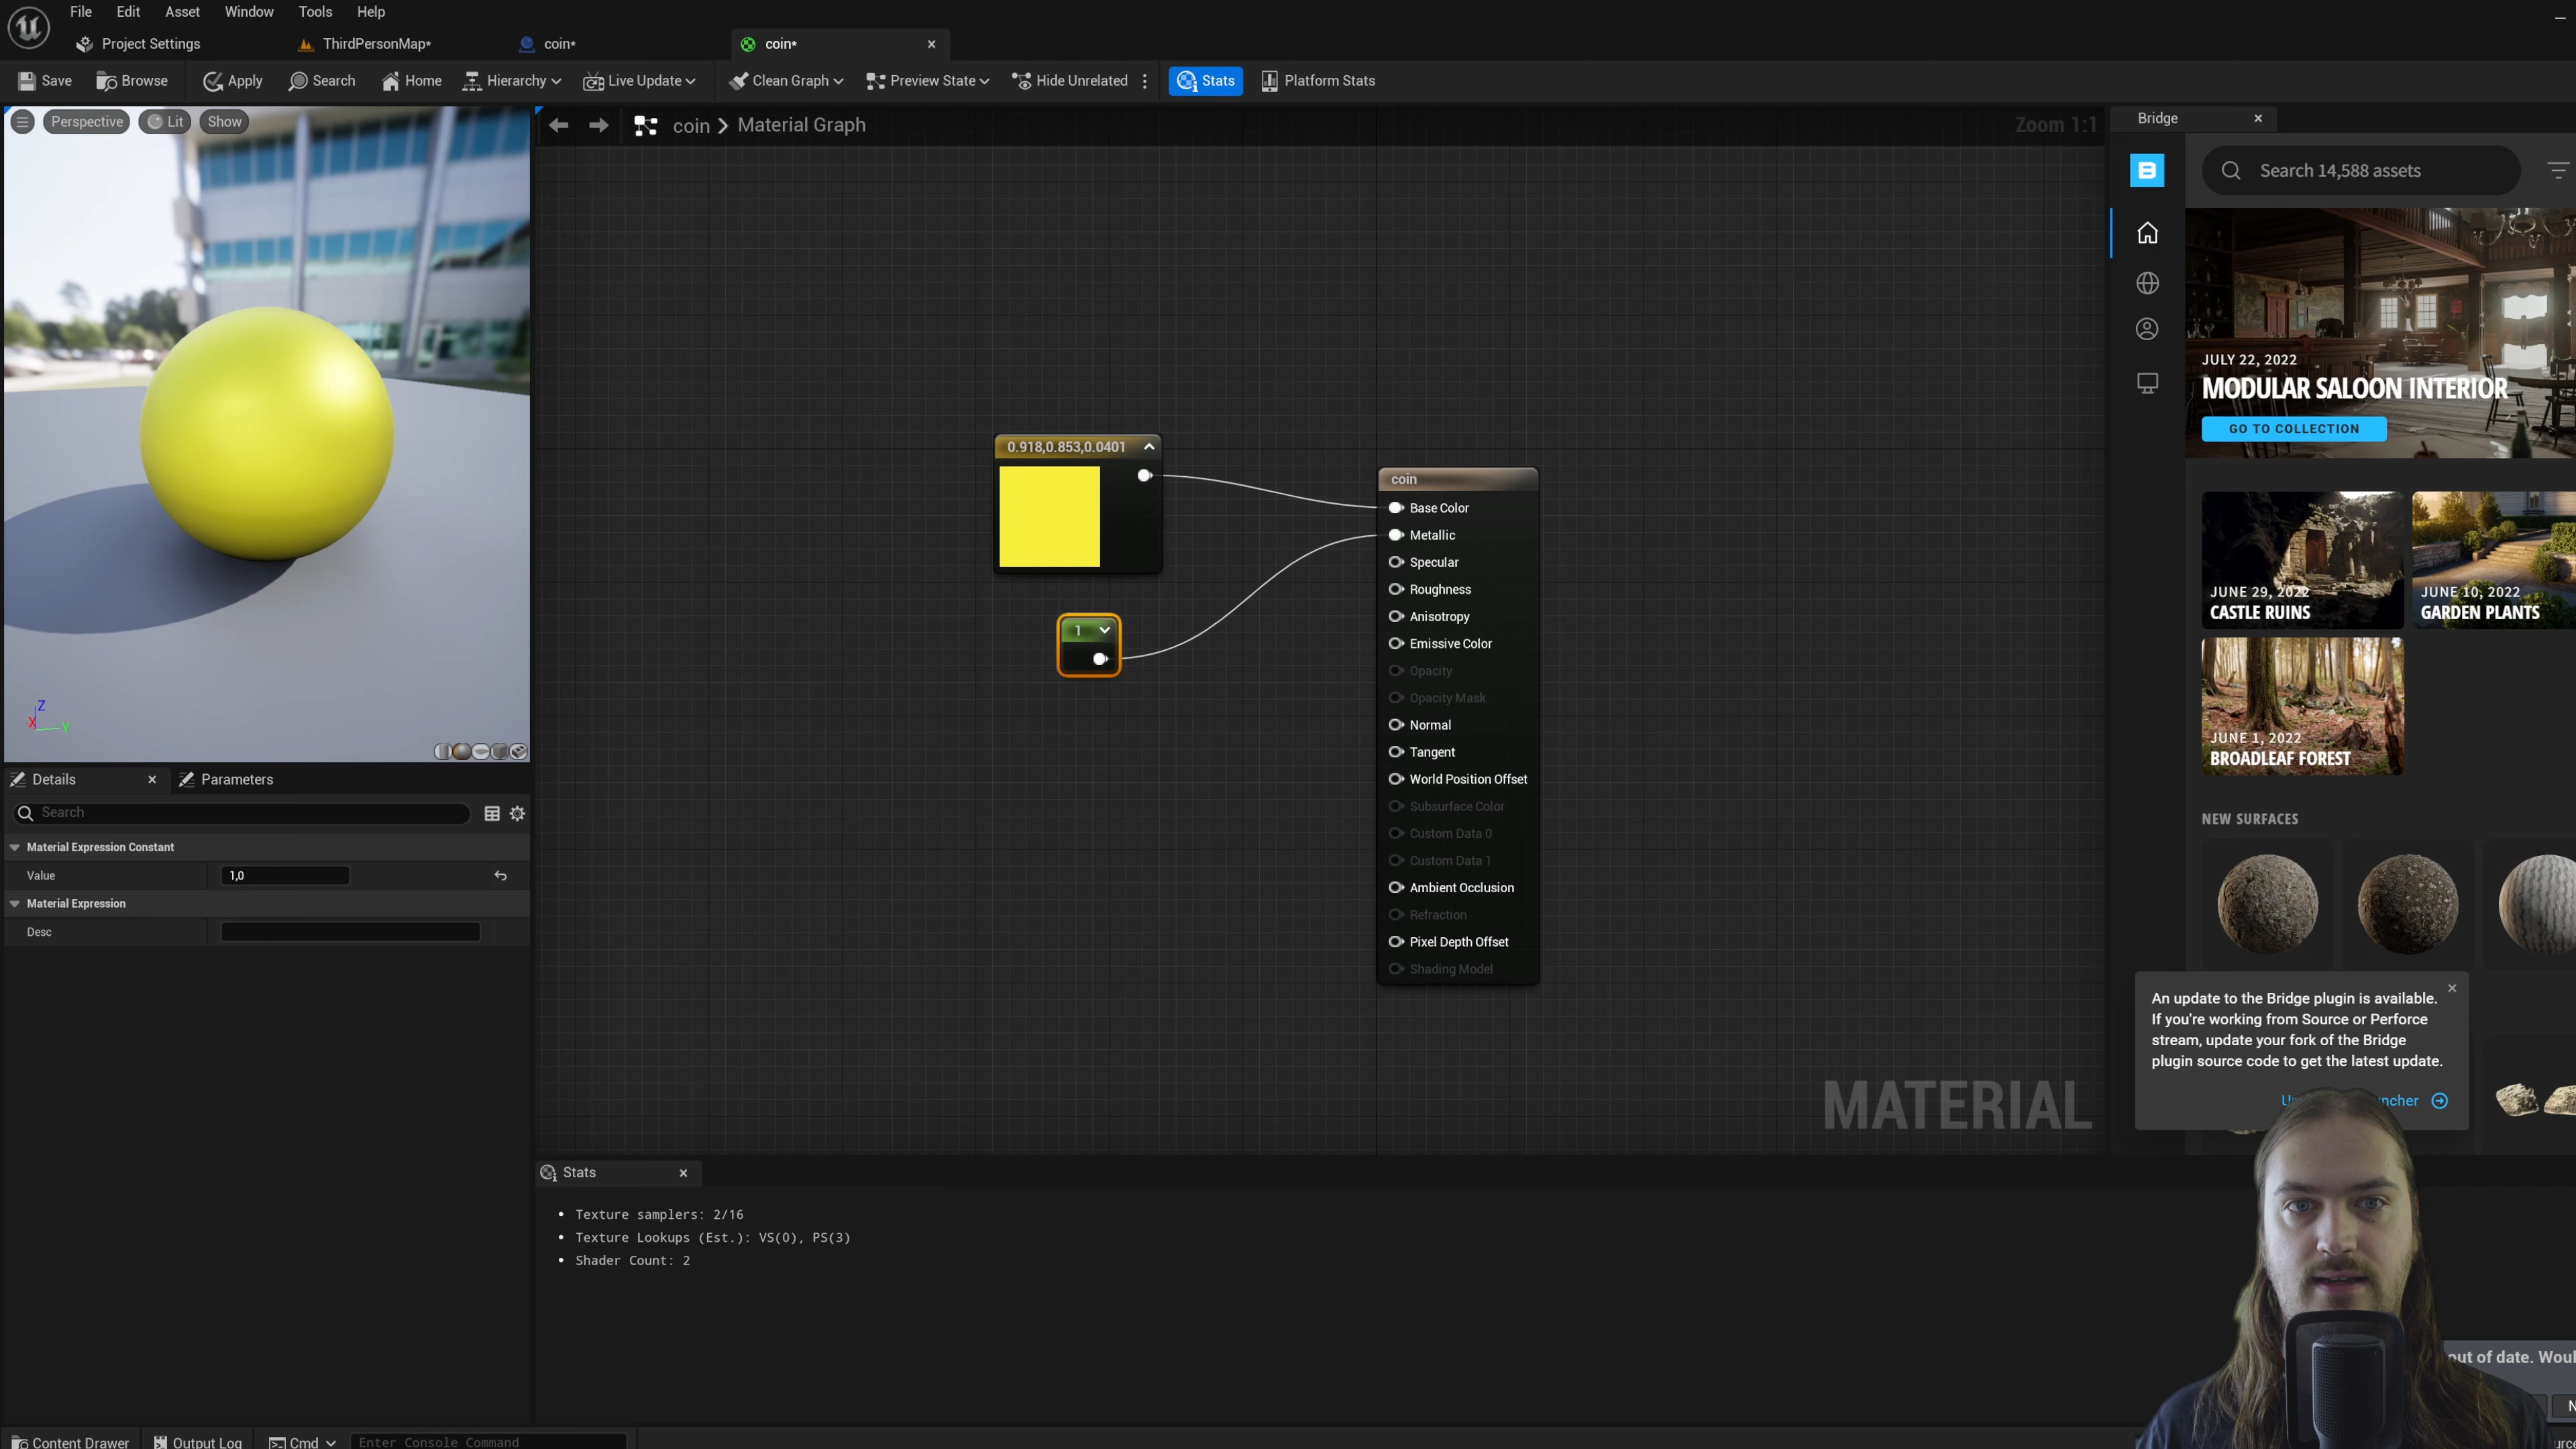 File Edit Asset Window Tools Help
Project Settings ThirdPersonMap* coin* coin*
Save Browse Apply Search Home Hierarchy Live Update Clean Graph Preview State Hide Unrelated Stats Platform Stats
Perspective Lit Show
coin Material Graph
Zoom 1:1
0.918,0.853,0.0401
1
coin
Base Color
Metallic
Specular
Roughness
Anisotropy
Emissive Color
Opacity
Opacity Mask
Normal
Tangent
World Position Offset
Subsurface Color
Custom Data 0
Custom Data 1
Ambient Occlusion
Refraction
Pixel Depth Offset
Shading Model
MATERIAL
Z
X
Y
Details Parameters
Search
Material Expression Constant
Value 1,0
Material Expression
Desc
Stats
• Texture samplers: 2/16
• Texture Lookups (Est.): VS(0), PS(3)
• Shader Count: 2
Content Drawer Output Log Cmd Enter Console Command
Bridge
Search 14,588 assets
JULY 22, 2022
MODULAR SALOON INTERIOR
GO TO COLLECTION
JUNE 29, 2022
CASTLE RUINS
JUNE 10, 2022
GARDEN PLANTS
JUNE 1, 2022
BROADLEAF FOREST
NEW SURFACES
An update to the Bridge plugin is available.
If you're working from Source or Perforce
stream, update your fork of the Bridge
plugin source code to get the latest update.
out of date.